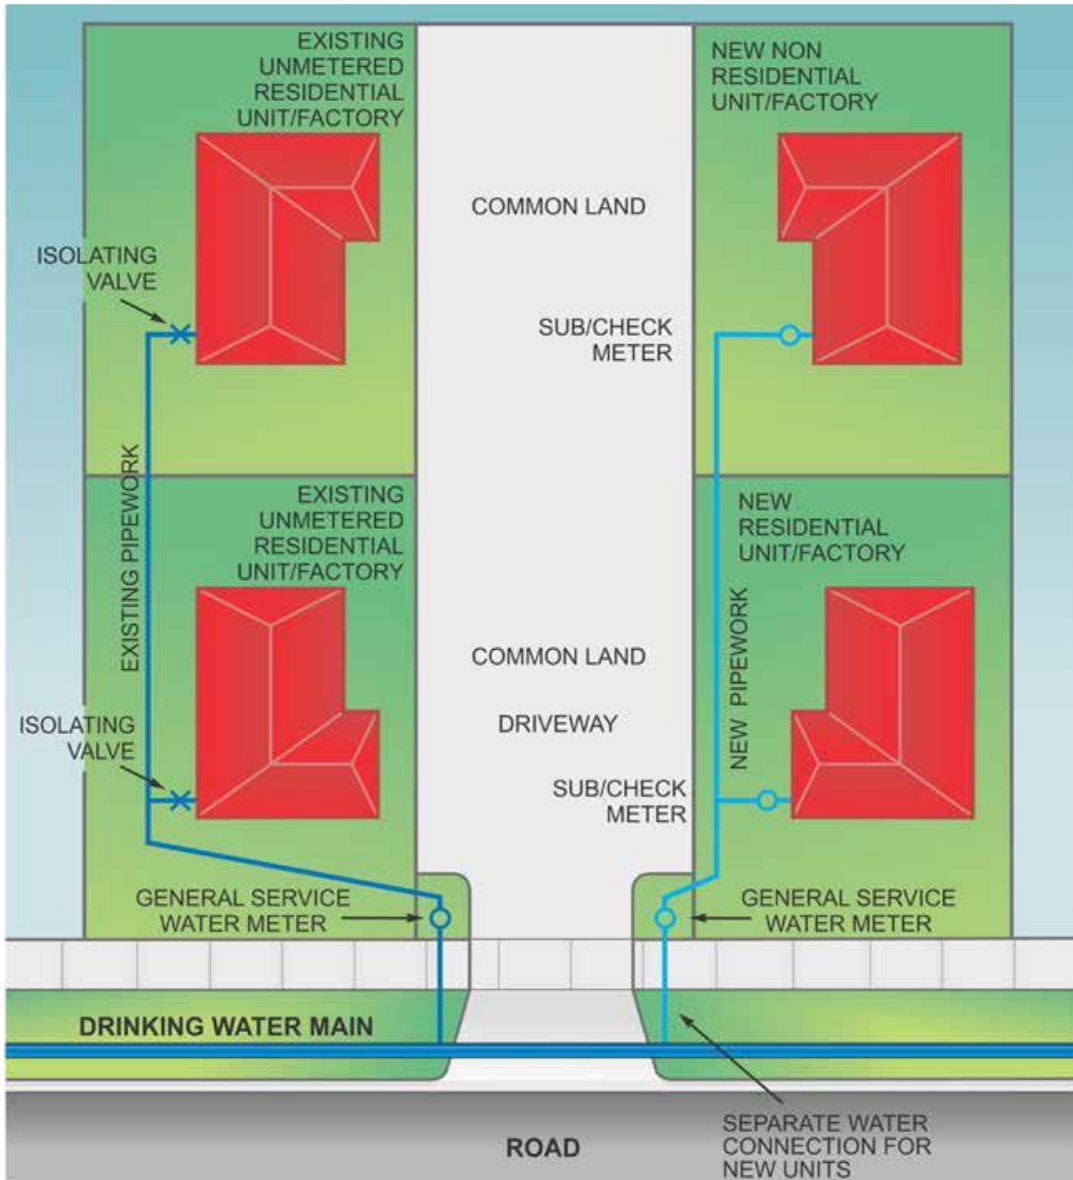 EXISTING
UNMETERED
RESIDENTIAL
UNIT/FACTORY
NEW NON
RESIDENTIAL
UNIT/FACTORY
COMMON LAND
ISOLATING
VALVE
SUB/CHECK
METER
EXISTING PIPEWORK
EXISTING
UNMETERED
RESIDENTIAL
UNIT/FACTORY
NEW
RESIDENTIAL
UNIT/FACTORY
COMMON LAND
NEW PIPEWORK
DRIVEWAY
ISOLATING
VALVE
SUB/CHECK
METER
GENERAL SERVICE
WATER METER
GENERAL SERVICE
WATER METER
DRINKING WATER MAIN
ROAD
SEPARATE WATER
CONNECTION FOR
NEW UNITS